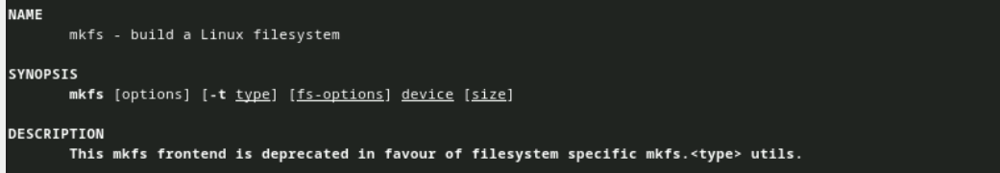 NAME
mkfs - build a Linux filesystem
SYNOPSIS
mkfs [options] [-t type] [fs-options] device [size]
DESCRIPTION
This mkfs frontend is deprecated in favour of filesystem specific mkfs.<type> utils.